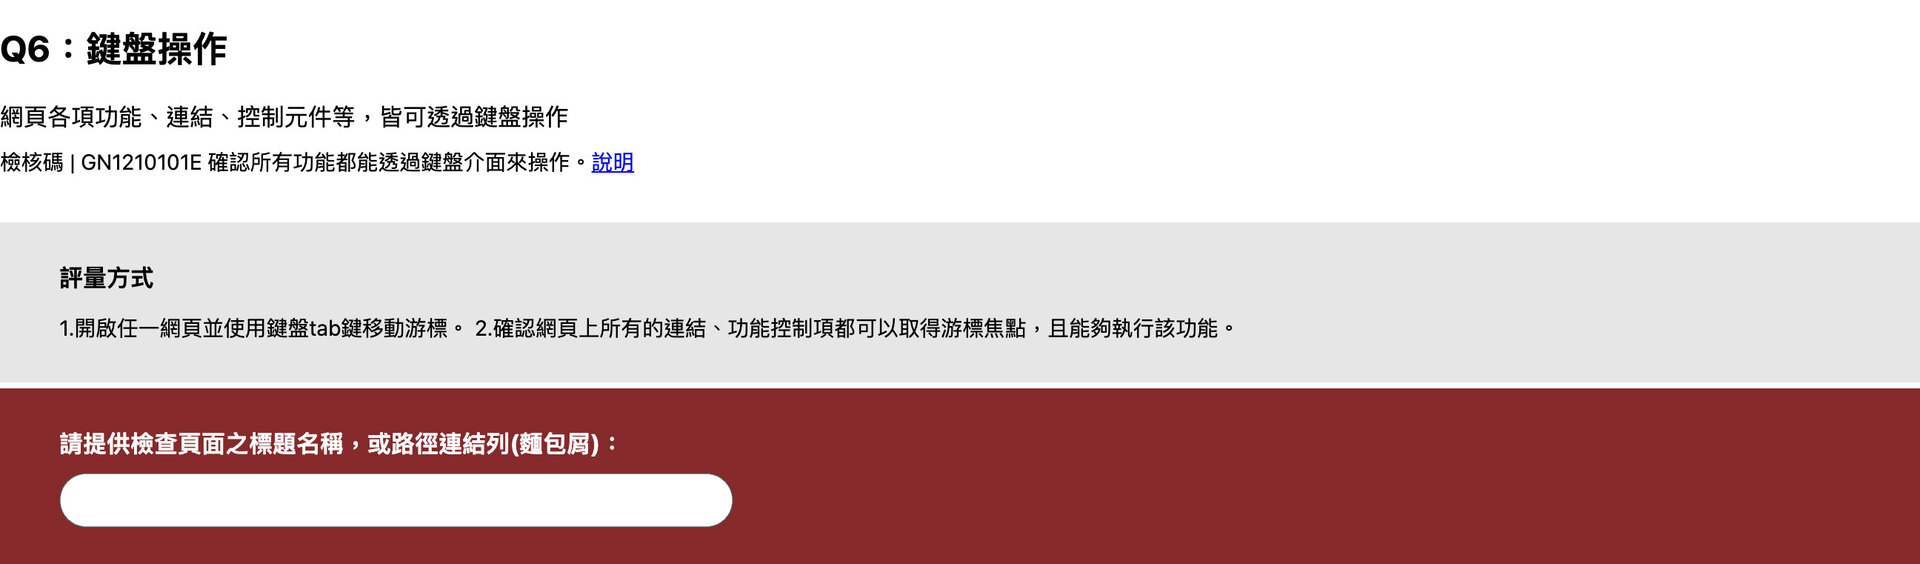 Q6：鍵盤操作
網頁各項功能、連結、控制元件等，皆可透過鍵盤操作
檢核碼 | GN1210101E 確認所有功能都能透過鍵盤介面來操作。說明
評量方式
1.開啟任一網頁並使用鍵盤tab鍵移動游標。 2.確認網頁上所有的連結、功能控制項都可以取得游標焦點，且能夠執行該功能。
請提供檢查頁面之標題名稱，或路徑連結列(麵包屑)：